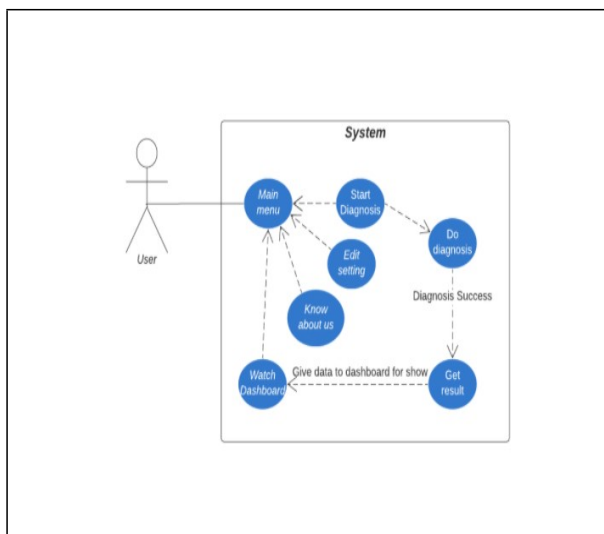 System
Main
menu
Start
Diagnosis
Do
diagnosis
Edit
setting
User
Diagnosis Success
Know
about us
Give data to dashboard for show
Watch
Dashboard
Get
result